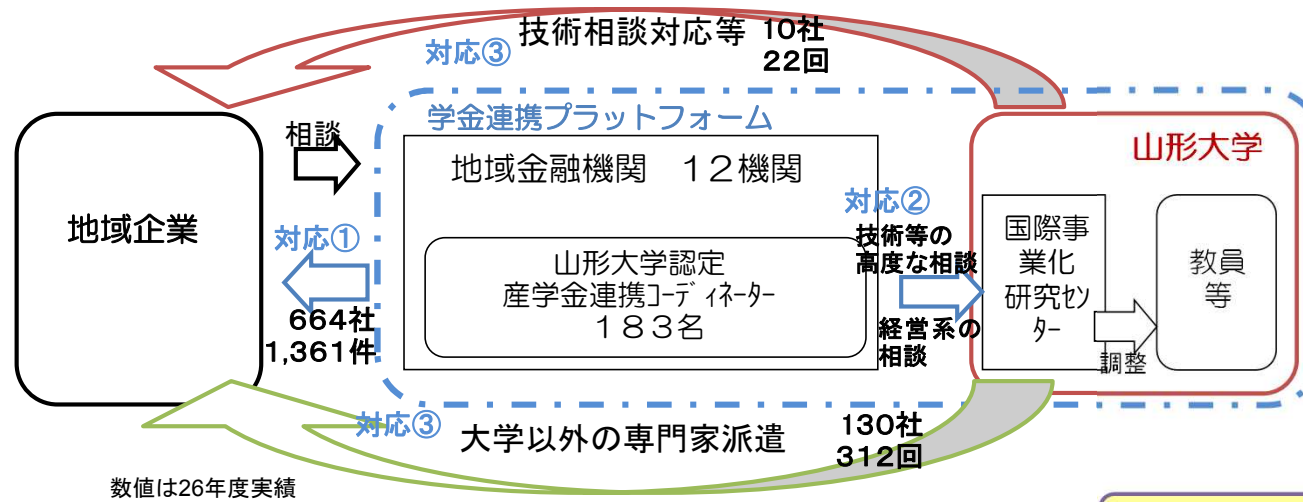 技術相談対応等 10社
22回
対応③
学金連携プラットフォーム
相談
地域金融機関 12機関
山形大学
地域企業
対応①
対応②
技術等の
高度な相談
山形大学認定
産学金連携ｺｰﾃﾞｨﾈｰﾀｰ
183名
国際事
業化
研究ｾﾝ
ﾀｰ
教員
等
664社
1,361件
経営系の
相談
調整
対応③
大学以外の専門家派遣
130社
312回
数値は26年度実績